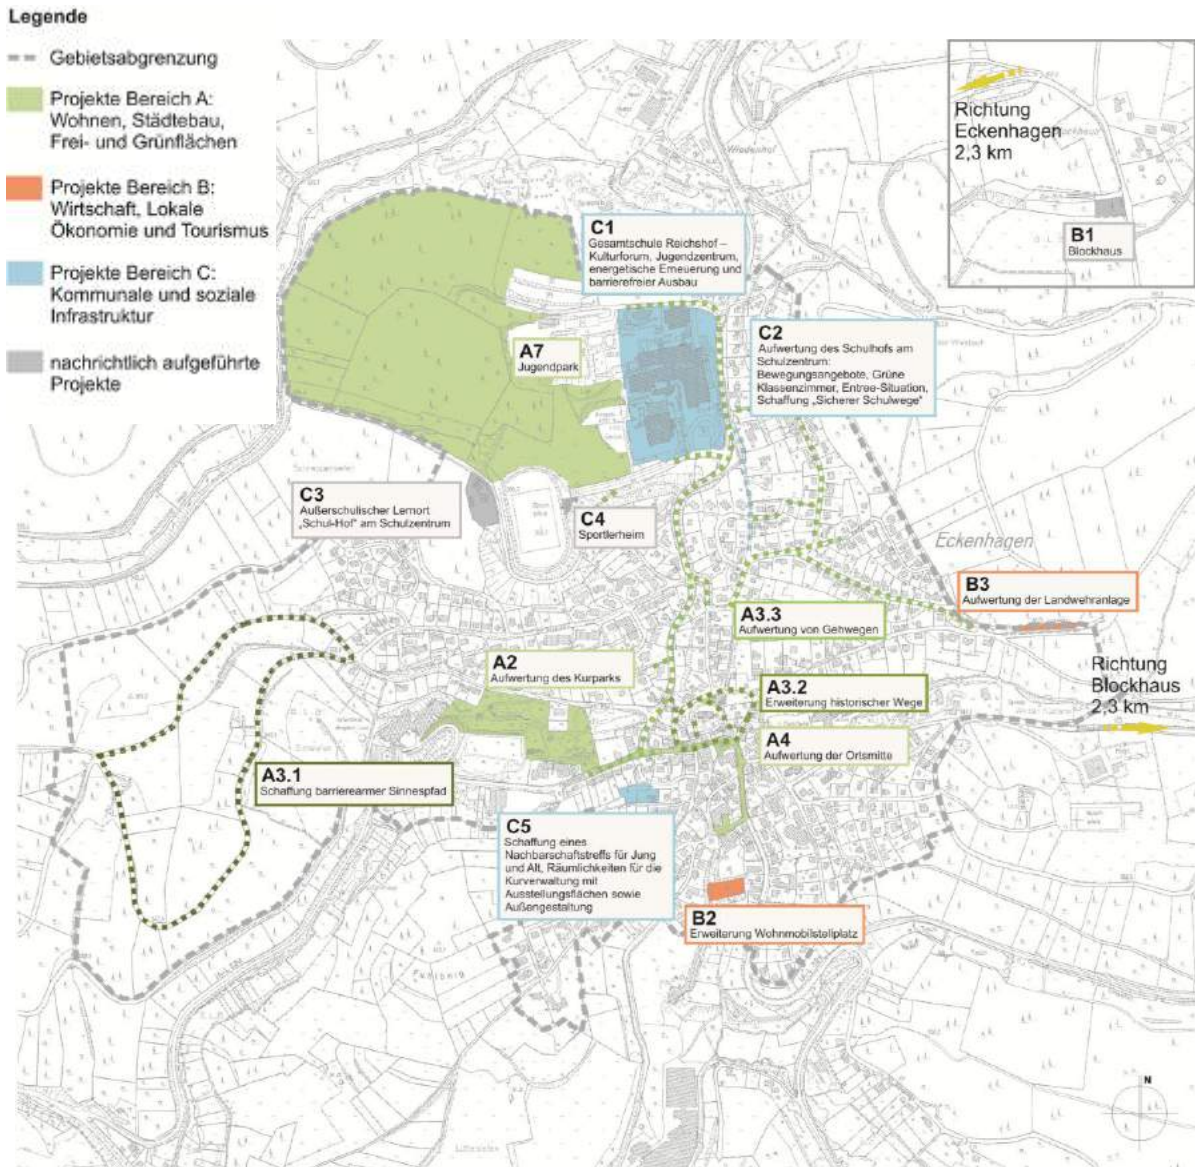 Legende
Gebietsabgrenzung
Projekte Bereich A:
Wohnen, Städtebau,
Frei- und Grünflächen
Projekte Bereich B:
Wirtschaft, Lokale
Ökonomie und Tourismus
Projekte Bereich C:
Kommunale und soziale
Infrastruktur
nachrichtlich aufgeführte
Projekte
Richtung
Eckenhagen
2,3 km
B1
Blockhaus
Wiedenhof
C1
Gesamtschule Reichshof –
Kulturforum, Jugendzentrum,
energetische Erneuerung und
barrierefreier Ausbau
C2
Aufwertung des Schulhofs am
Schulzentrum:
Bewegungsangebote, Grüne
Klassenzimmer, Entree-Situation,
Schaffung „Sicherer Schulwege"
A7
Jugendpark
C3
Außerschulischer Lernort
„Schul-Hof" am Schulzentrum
C4
Sportlerheim
Eckenhagen
B3
Aufwertung der Landwehranlage
A3.3
Aufwertung von Gehwegen
A2
Aufwertung des Kurparks
Richtung
Blockhaus
2,3 km
A3.2
Erweiterung historischer Wege
A4
Aufwertung der Ortsmitte
A3.1
Schaffung barrierearmer Sinnespfad
C5
Schaffung eines
Nachbarschaftstreffs für Jung
und Alt, Räumlichkeiten für die
Kurverwaltung mit
Ausstellungsflächen sowie
Außengestaltung
B2
Erweiterung Wohnmobilstellplatz
N